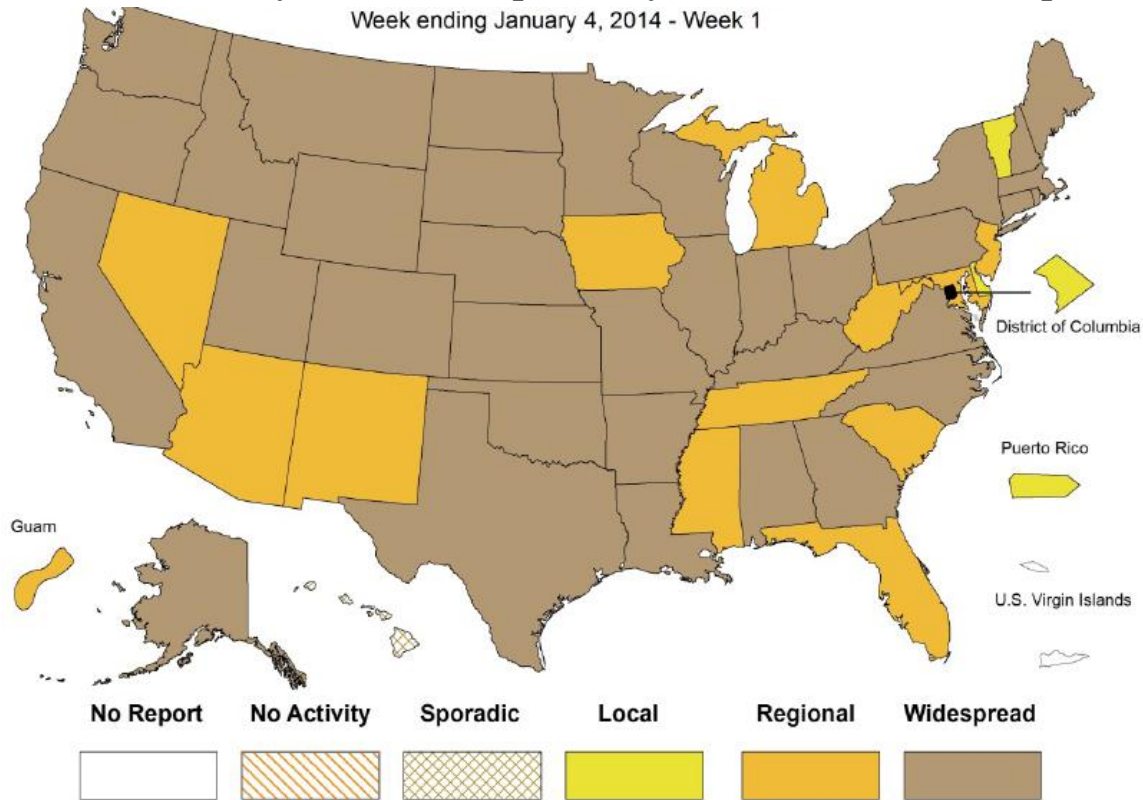 Week ending January 4, 2014 - Week 1
District of Columbia
Puerto Rico
Guam
U.S. Virgin Islands
No Report
No Activity
Sporadic
Local
Regional
Widespread